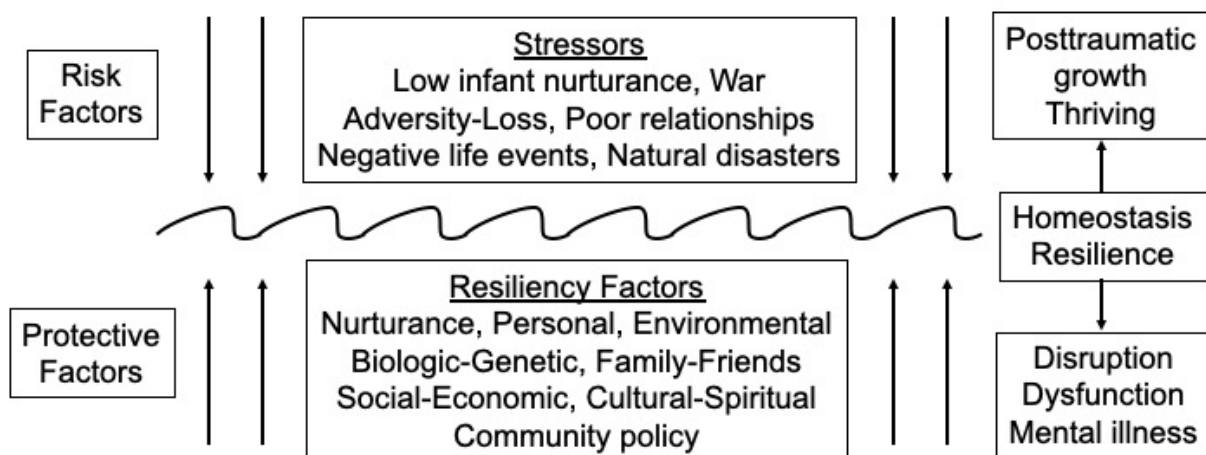 Risk
Factors
Stressors
Low infant nurturance, War
Adversity-Loss, Poor relationships
Negative life events, Natural disasters
Posttraumatic
growth
Thriving
Homeostasis
Resilience
Protective
Factors
Resiliency Factors
Nurturance, Personal, Environmental
Biologic-Genetic, Family-Friends
Social-Economic, Cultural-Spiritual
Community policy
Disruption
Dysfunction
Mental illness